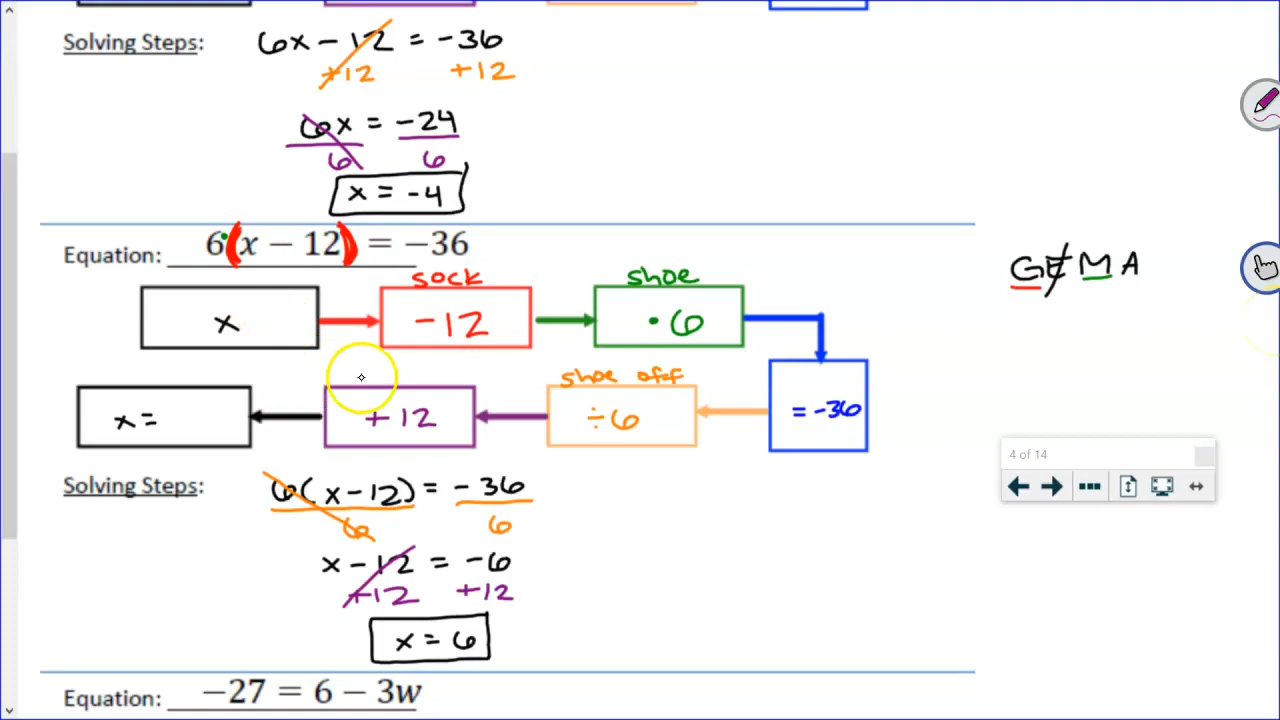 Solving Steps: 6x - 12 = -36
+12 +12
6x = -24
6 6
x = -4
Equation: 6·(x − 12) = −36
GEMA
sock shoe
x -12 ·6
shoe off
x = +12 ÷6 = -36
4 of 14
Solving Steps: 6(x-12) = -36
6 6
x - 12 = -6
+12 +12
x = 6
Equation: −27 = 6 − 3w